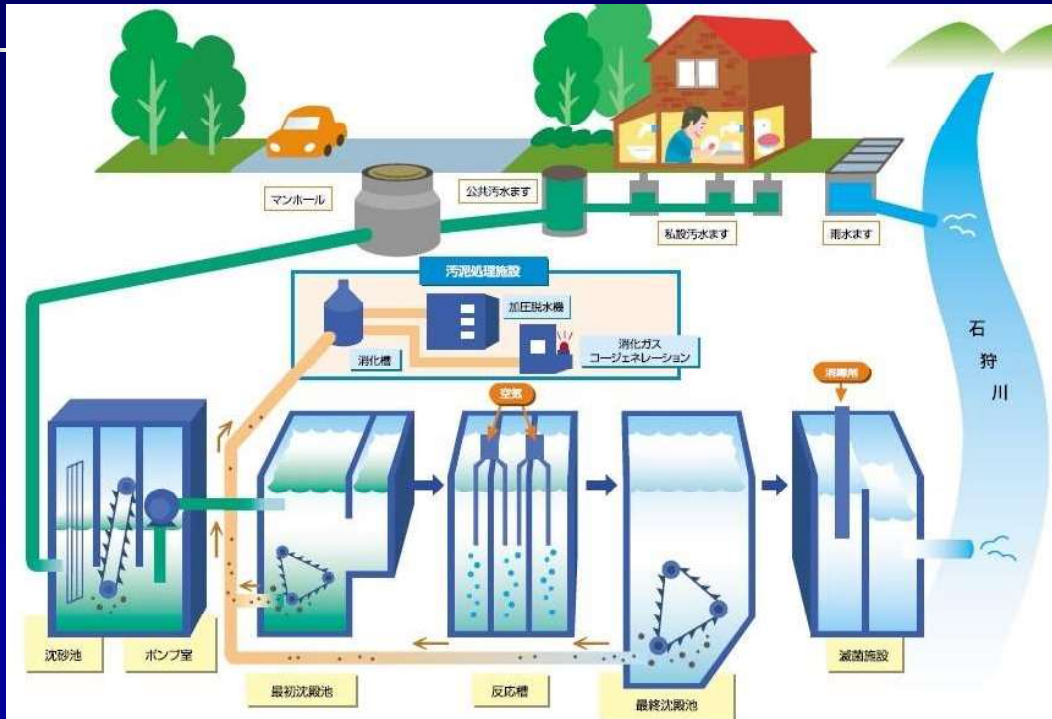 マンホール
公共汚水ます
私設汚水ます
雨水ます
汚泥処理施設
加圧脱水機
消化槽
消化ガス
コージェネレーション
石狩川
空気
消毒剤
沈砂池
ポンプ室
最初沈殿池
反応槽
最終沈殿池
滅菌施設